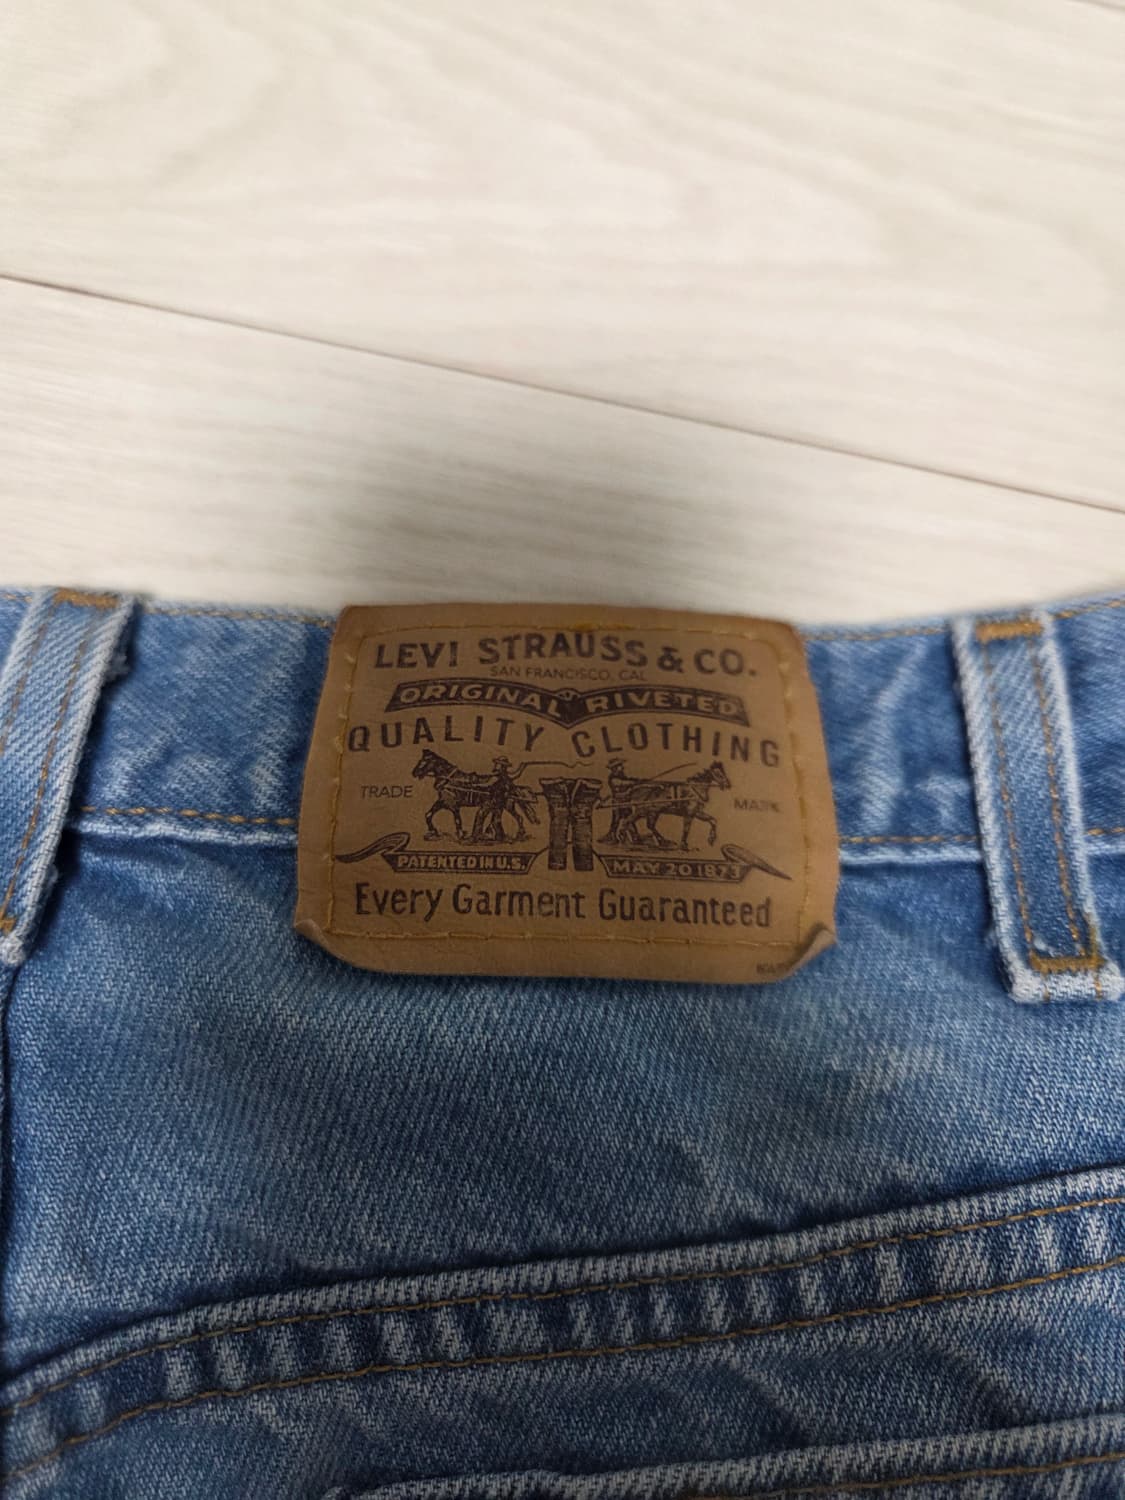 LEVI STRAUSS & CO.
SAN FRANCISCO, CAL
ORIGINAL RIVETED
QUALITY CLOTHING
TRADE MARK
PATENTED IN U.S. MAY 20 1873
Every Garment Guaranteed